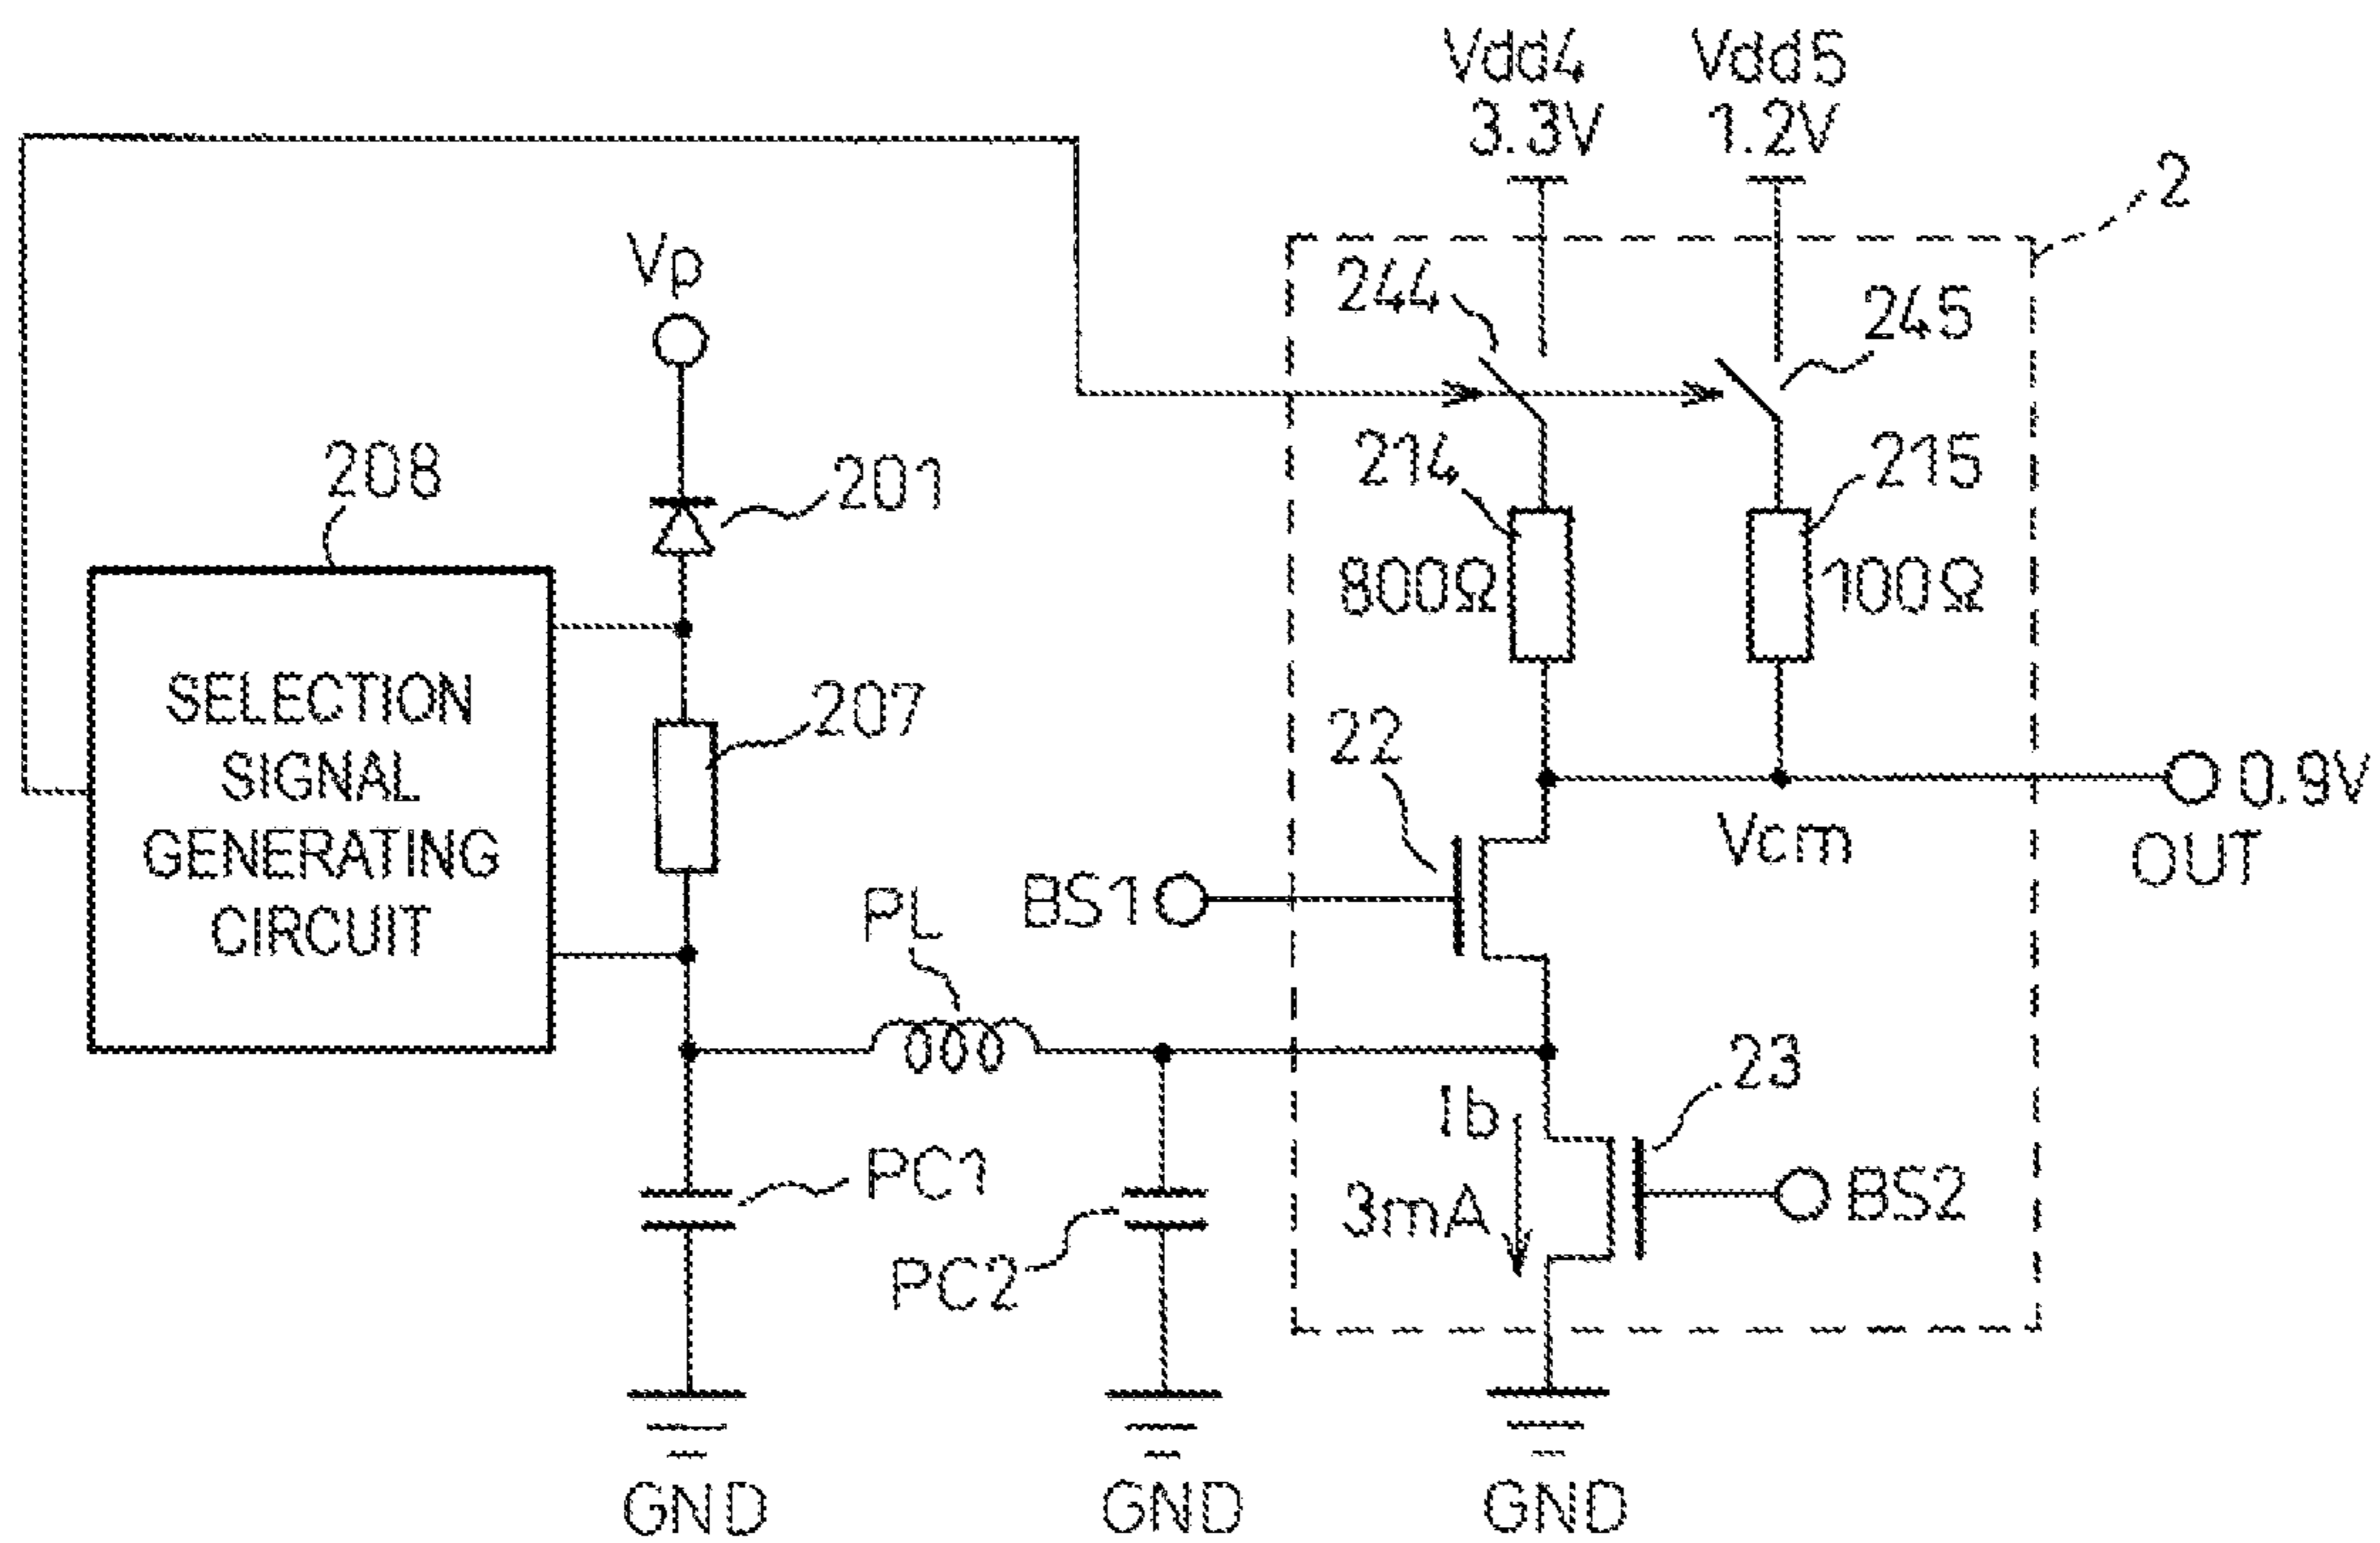 Vdd4
3.3V
Vdd5
1.2V
2
Vp
244
245
208
201
214
215
800Ω
100Ω
SELECTION
SIGNAL
GENERATING
CIRCUIT
207
22
0.9V
OUT
Vcm
PL
BS1
23
Ib
3mA
PC1
BS2
PC2
GND
GND
GND